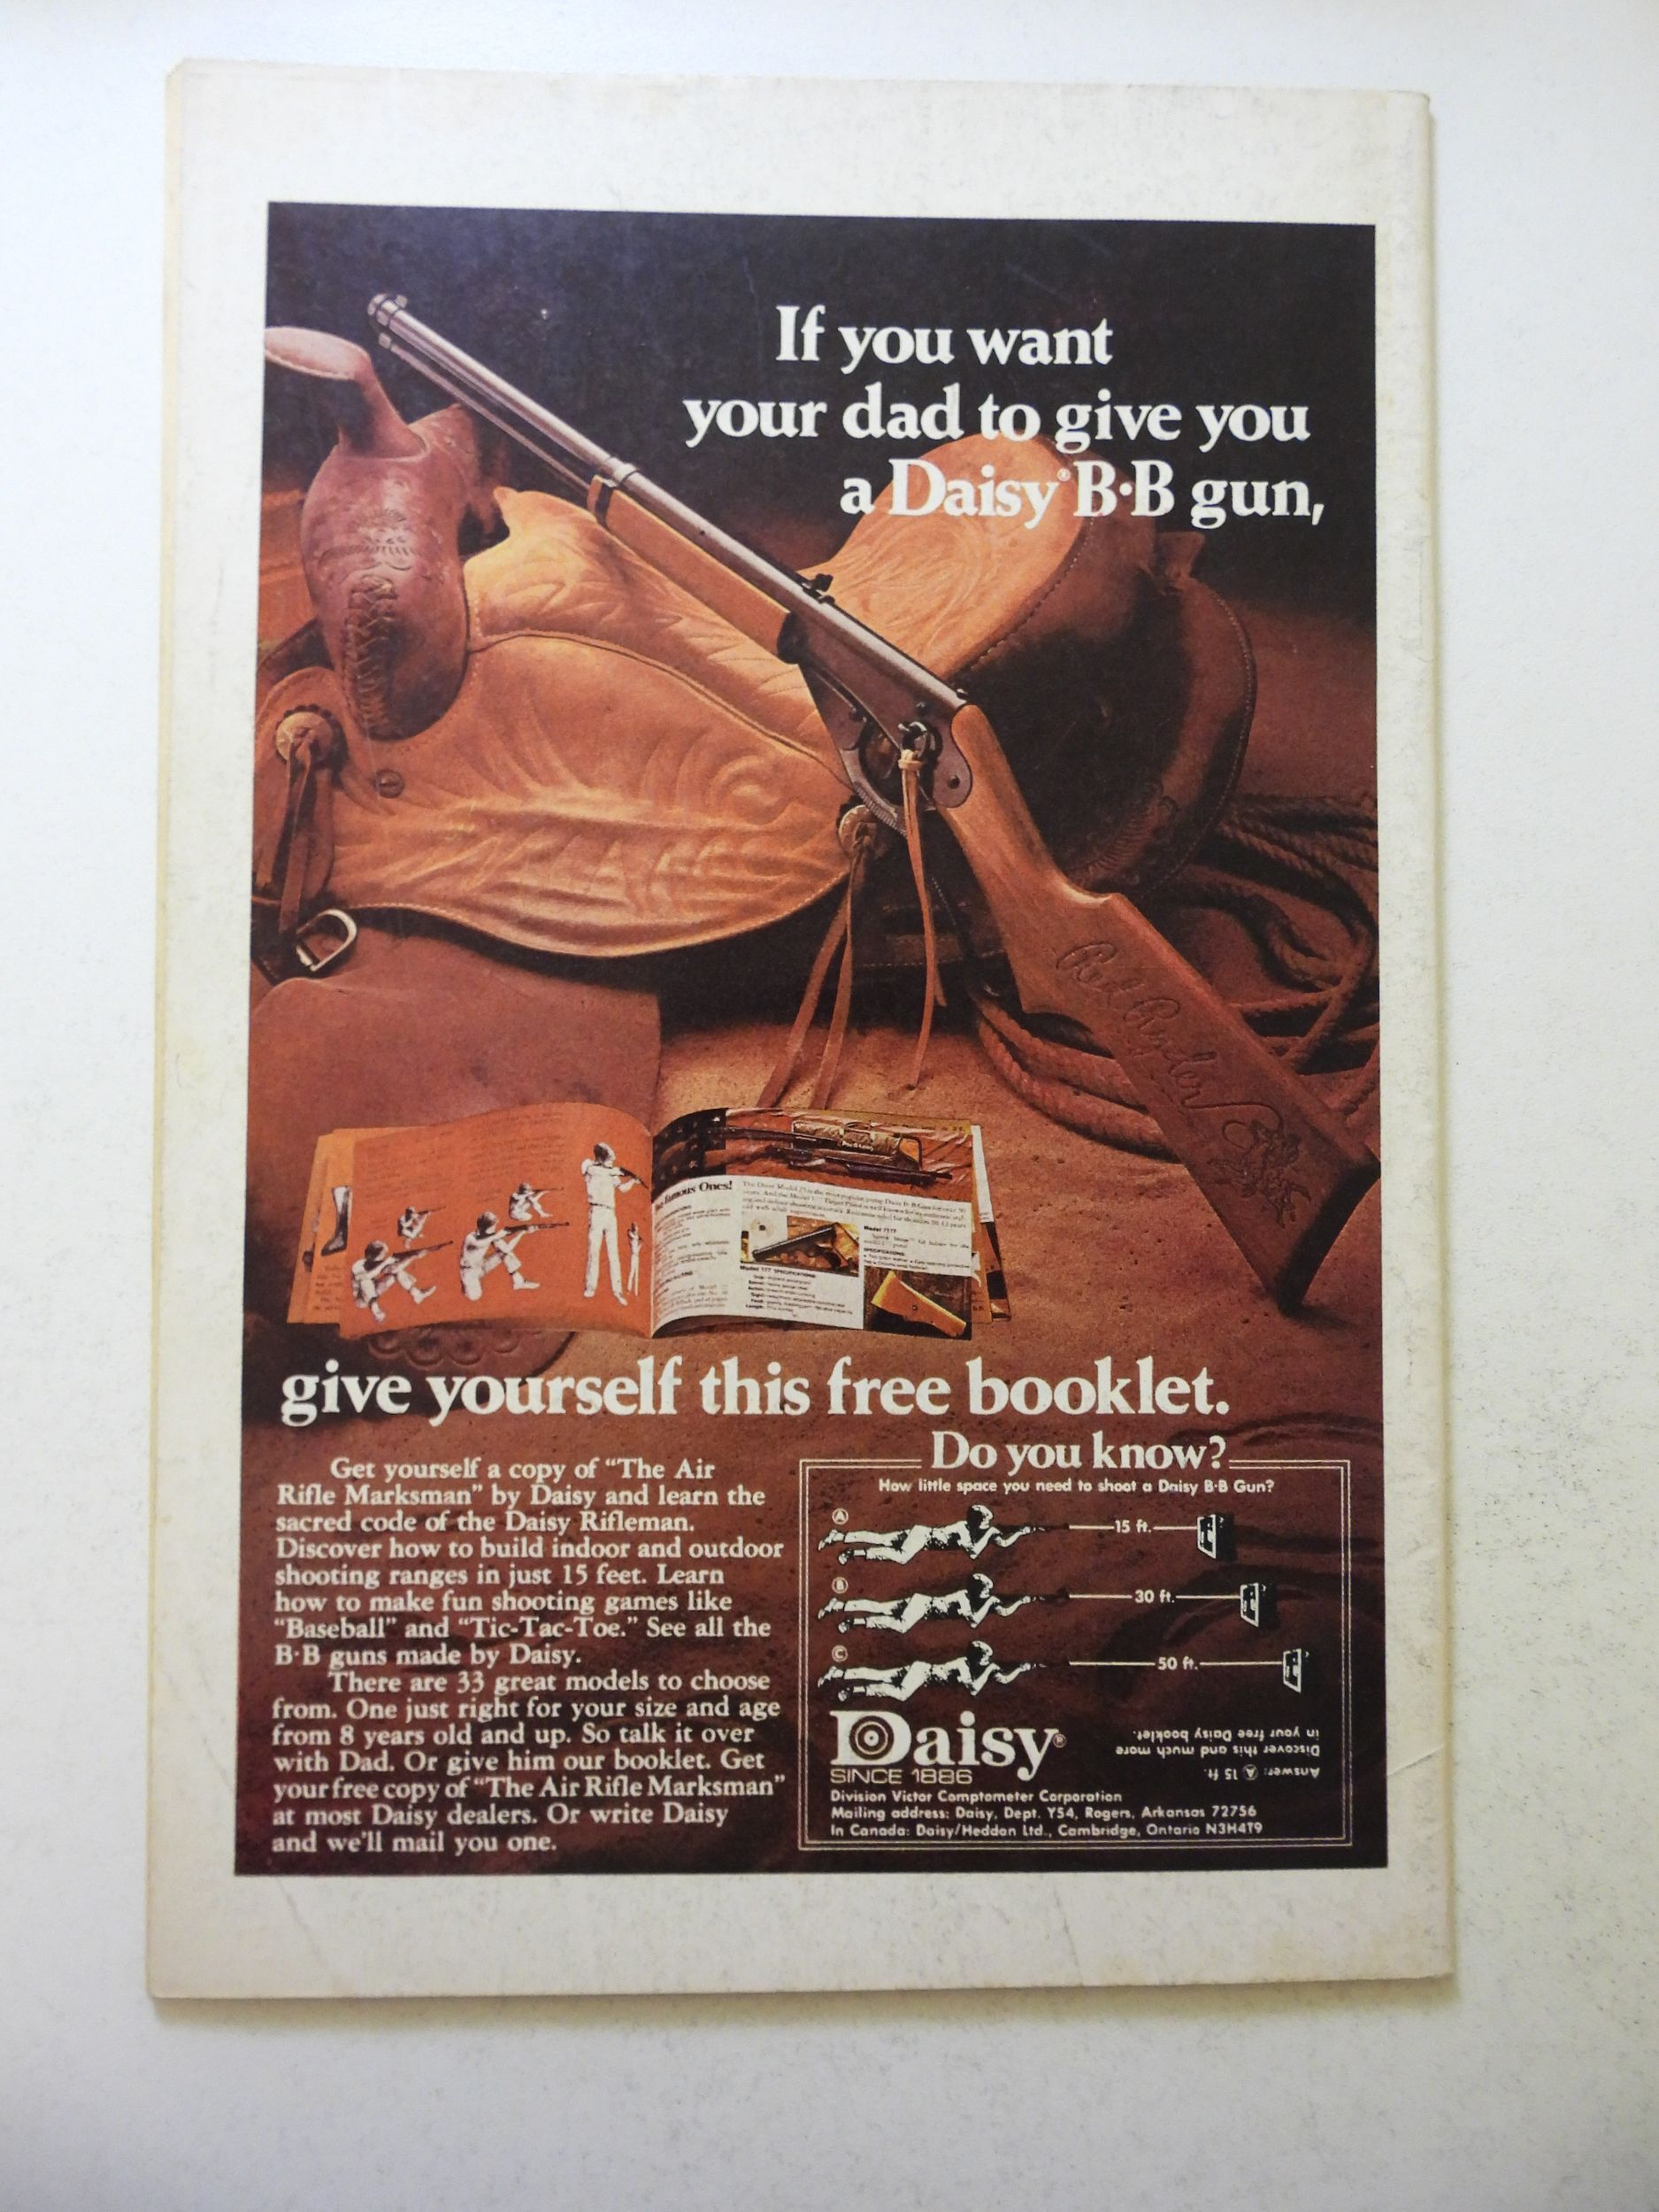 If you want
your dad to give you
a Daisy® B·B gun,
Red Ryder
Famous Ones!
Model 177 SPECIFICATIONS:
SPECIFICATIONS:
give yourself this free booklet.
Get yourself a copy of “The Air
Rifle Marksman” by Daisy and learn the
sacred code of the Daisy Rifleman.
Discover how to build indoor and outdoor
shooting ranges in just 15 feet. Learn
how to make fun shooting games like
“Baseball” and “Tic-Tac-Toe.” See all the
B·B guns made by Daisy.
There are 33 great models to choose
from. One just right for your size and age
from 8 years old and up. So talk it over
with Dad. Or give him our booklet. Get
your free copy of “The Air Rifle Marksman”
at most Daisy dealers. Or write Daisy
and we'll mail you one.
Do you know?
How little space you need to shoot a Daisy B·B Gun?
A 15 ft.
B 30 ft.
C 50 ft.
Daisy®
SINCE 1886
Answer: A 15 ft.
Discover this and much more
in your free Daisy booklet.
Division Victor Comptometer Corporation
Mailing address: Daisy, Dept. Y54, Rogers, Arkansas 72756
In Canada: Daisy/Heddon Ltd., Cambridge, Ontario N3H4T9